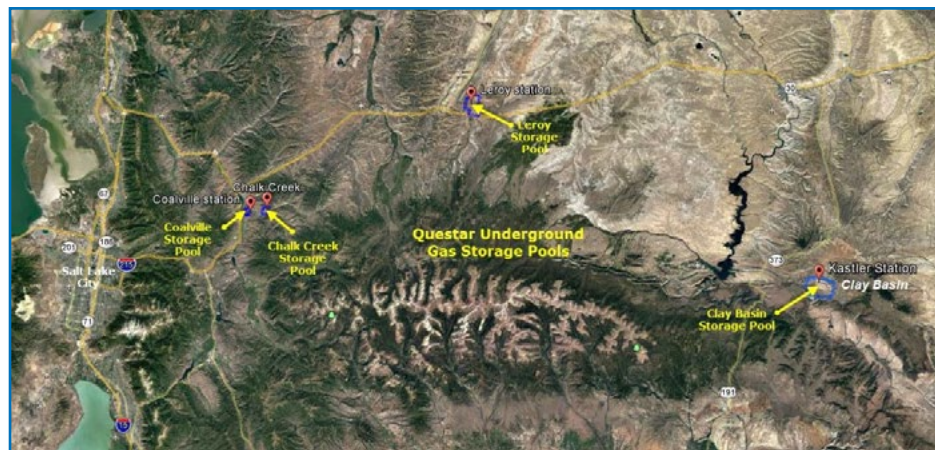 Leroy station
30
Leroy
Storage
Pool
67
Chalk Creek
Coalville station
Coalville
Storage
Pool
Chalk Creek
Storage
Pool
Questar Underground
Gas Storage Pools
201
186
215
Salt Lake
City
373
Kastler Station
Clay Basin
Clay Basin
Storage Pool
71
191
15